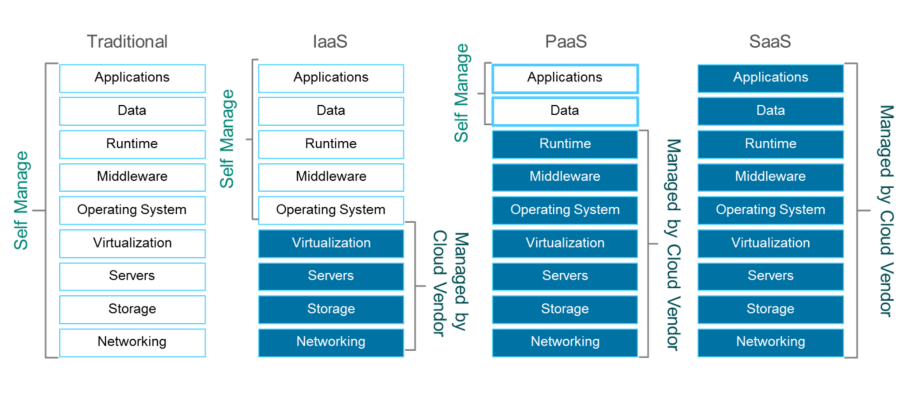 Traditional
Self Manage
Applications
Data
Runtime
Middleware
Operating System
Virtualization
Servers
Storage
Networking
IaaS
Self Manage
Applications
Data
Runtime
Middleware
Operating System
Virtualization
Servers
Storage
Networking
Managed by
Cloud Vendor
PaaS
Self Manage
Applications
Data
Runtime
Middleware
Operating System
Virtualization
Servers
Storage
Networking
Managed by Cloud Vendor
SaaS
Applications
Data
Runtime
Middleware
Operating System
Virtualization
Servers
Storage
Networking
Managed by Cloud Vendor